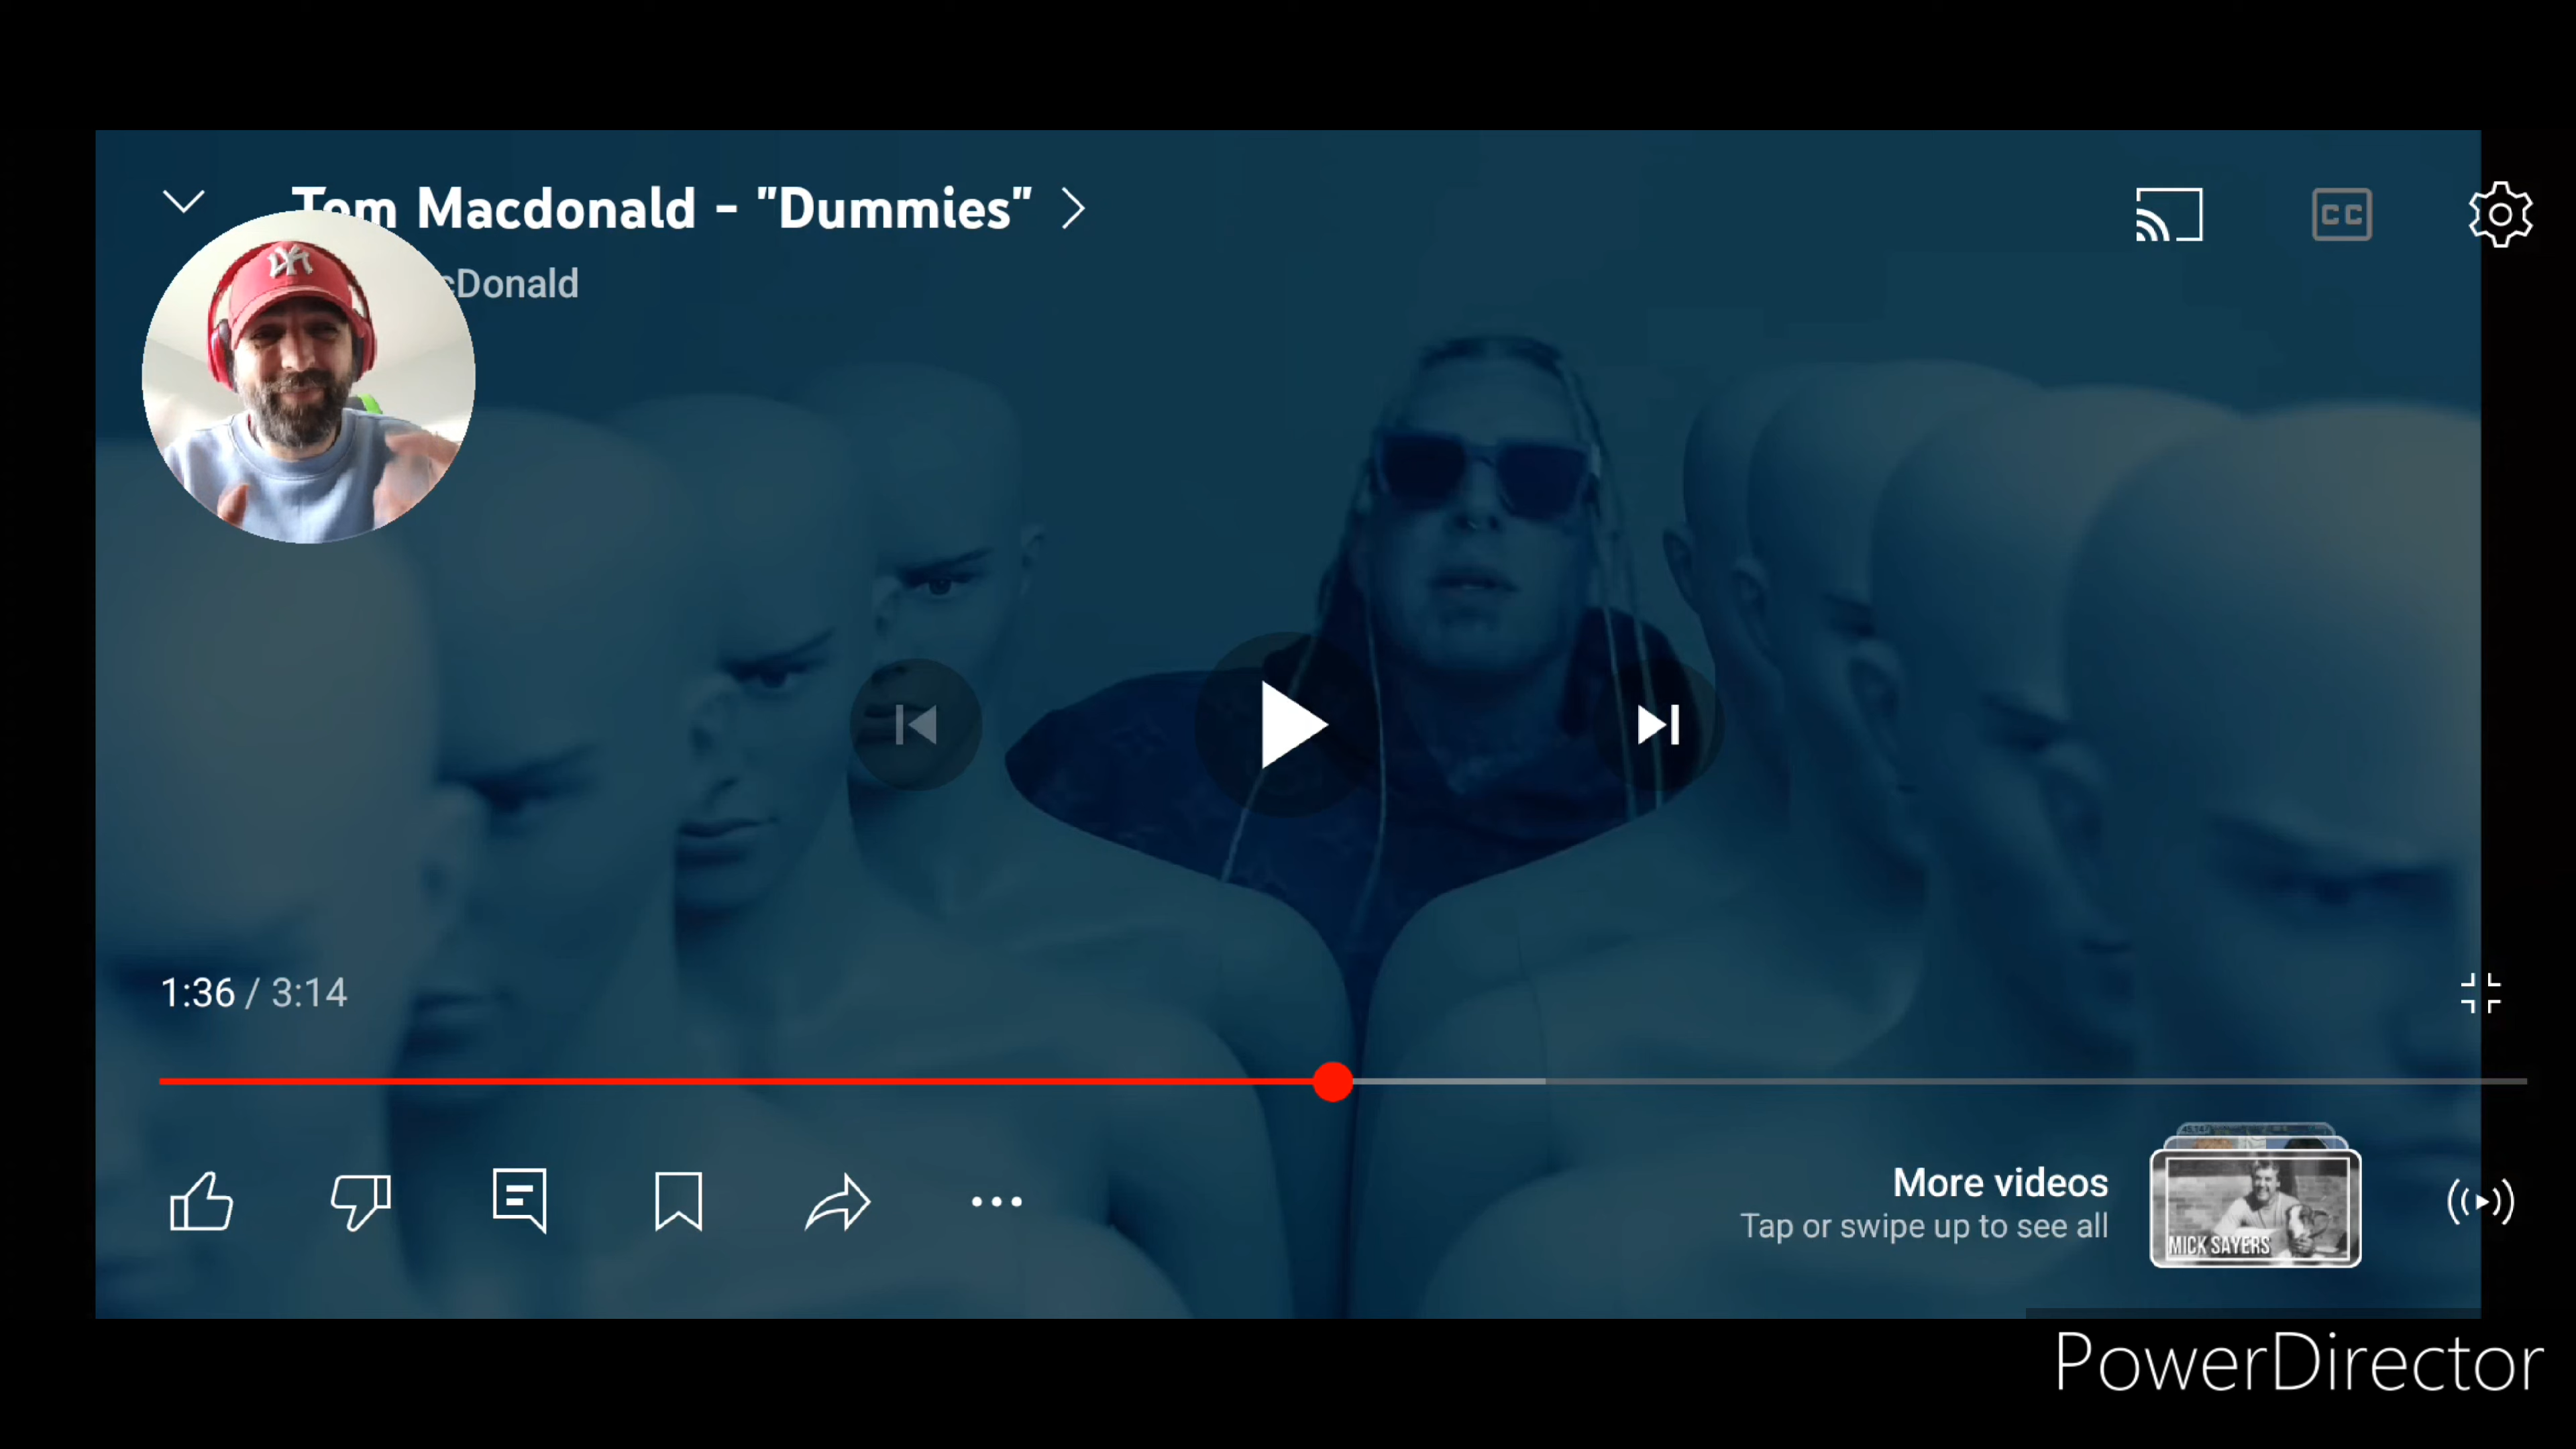 Tom Macdonald - "Dummies"
cDonald
CC
1:36 / 3:14
More videos
Tap or swipe up to see all
MICK SAYERS
PowerDirector